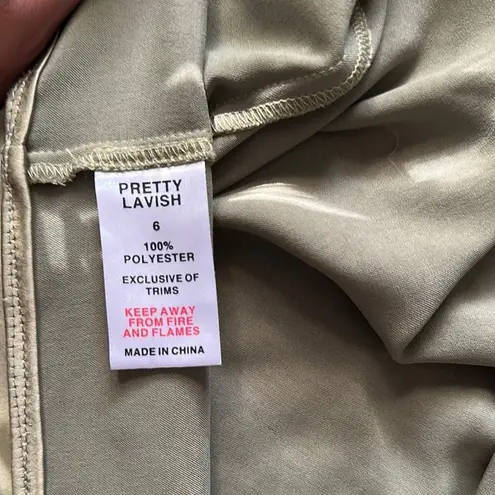 PRETTY
LAVISH
6
100%
POLYESTER
EXCLUSIVE OF
TRIMS
KEEP AWAY
FROM FIRE
AND FLAMES
MADE IN CHINA